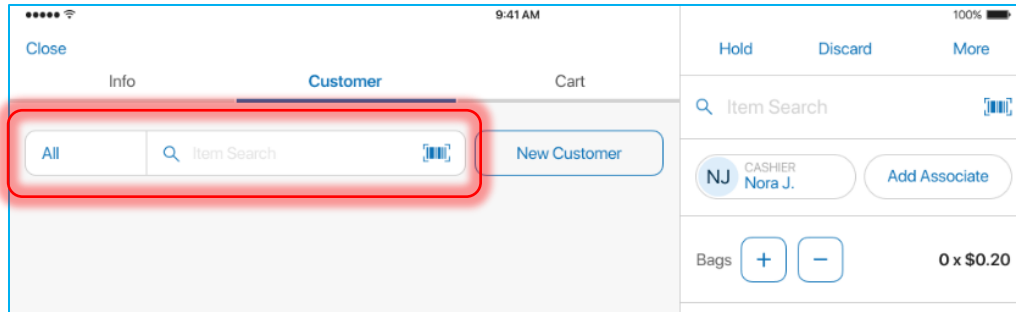 9:41 AM
100%
Close
Hold Discard More
Info Customer Cart
Item Search
All Item Search New Customer
NJ CASHIER
Nora J.
Add Associate
Bags + − 0 x $0.20